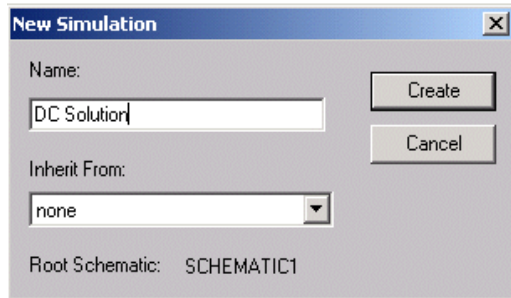 New Simulation
Name:
DC Solution
Create
Cancel
Inherit From:
none
Root Schematic: SCHEMATIC1